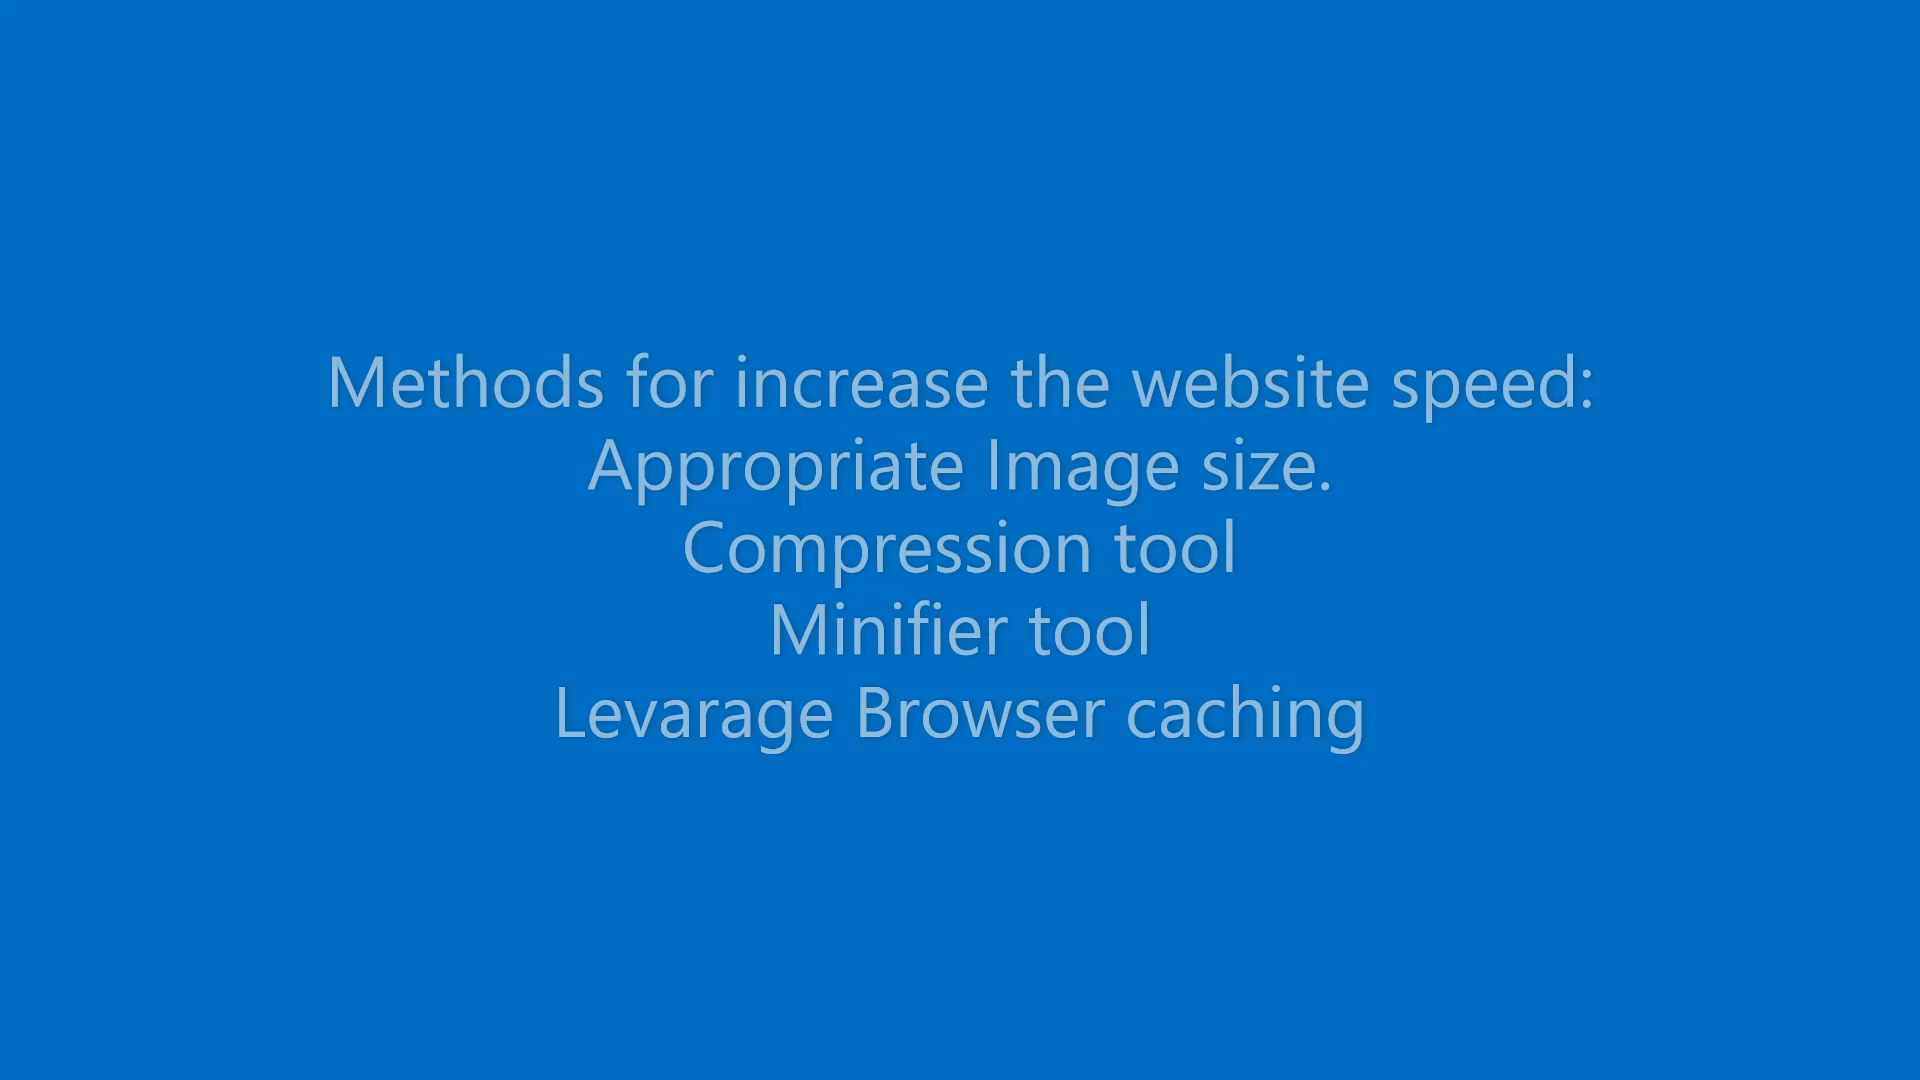 Methods for increase the website speed:
Appropriate Image size.
Compression tool
Minifier tool
Levarage Browser caching